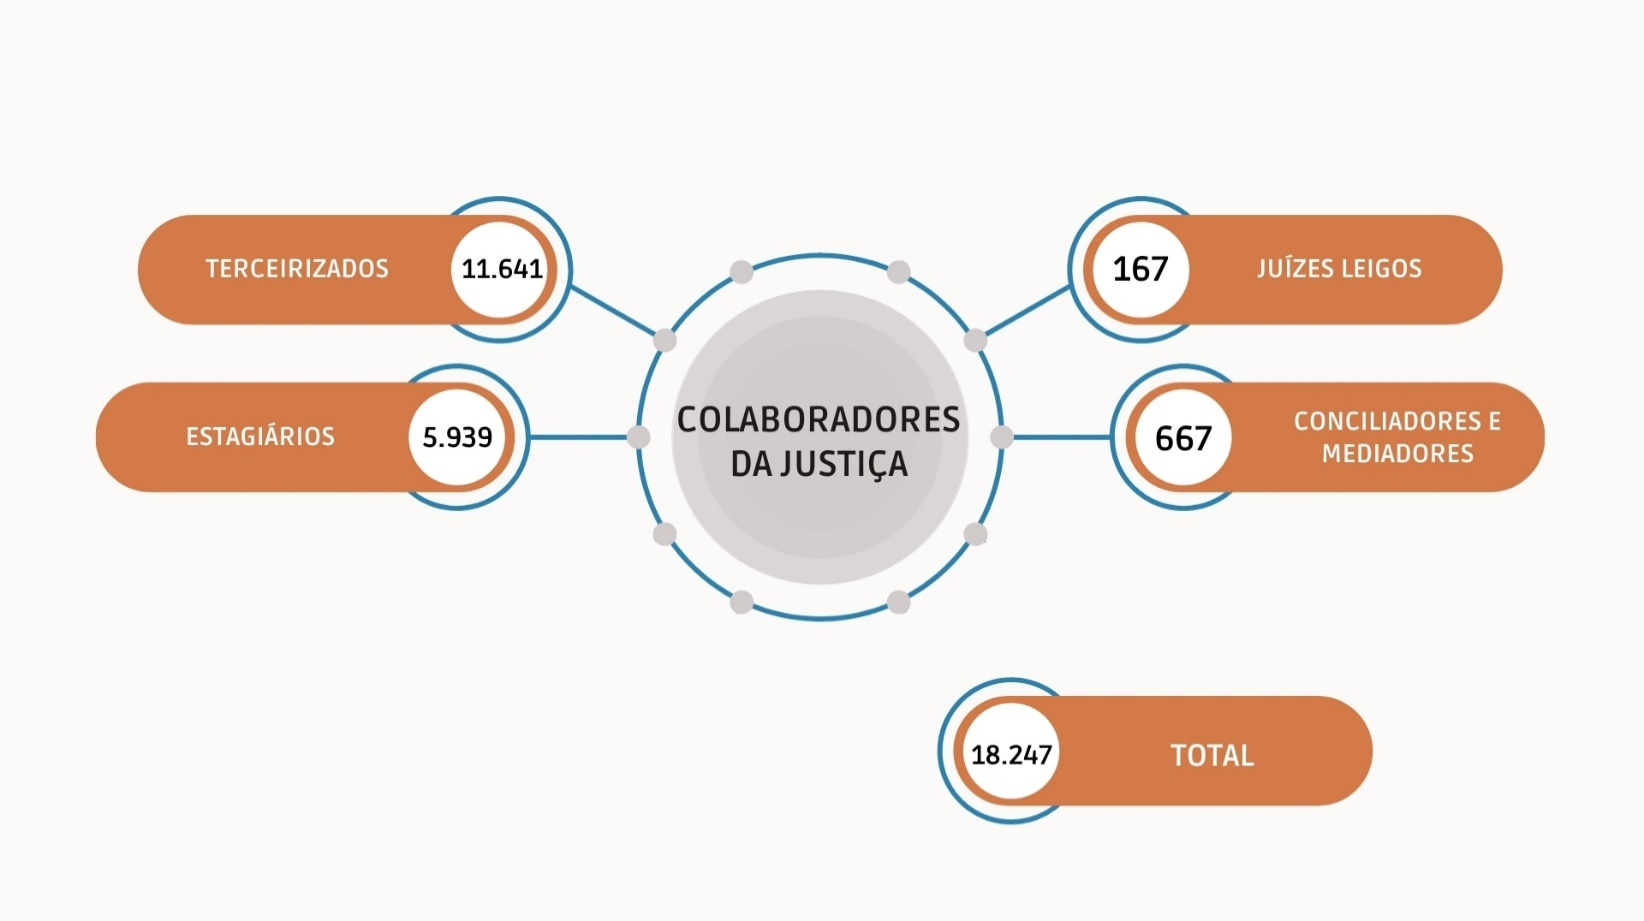 TERCEIRIZADOS
11.641
167
JUÍZES LEIGOS
ESTAGIÁRIOS
5.939
COLABORADORES
DA JUSTIÇA
667
CONCILIADORES E
MEDIADORES
18.247
TOTAL